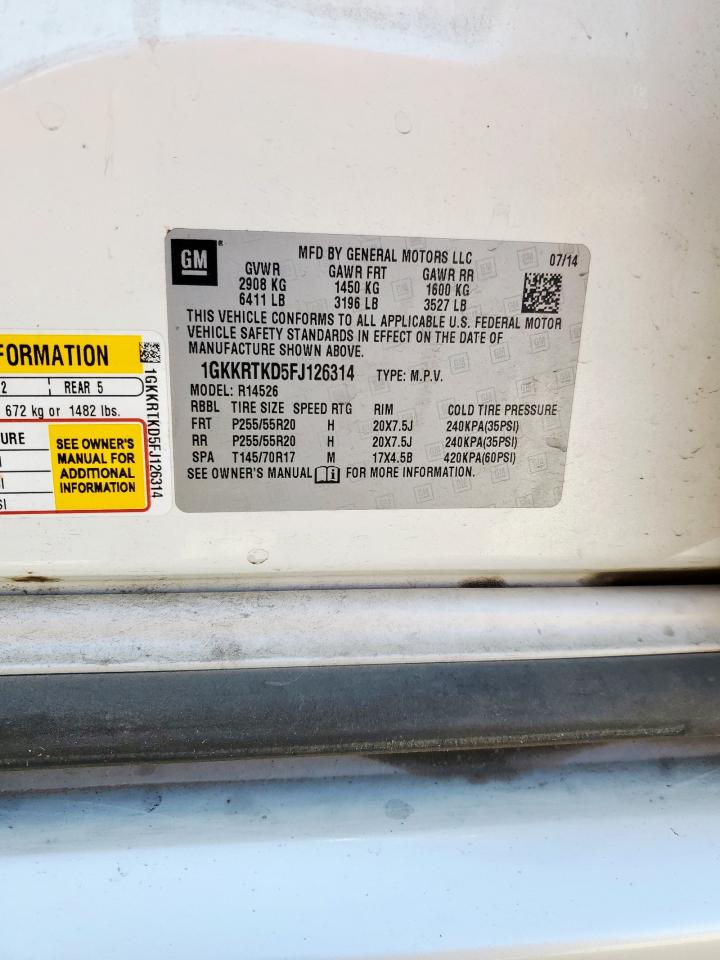 GM
MFD BY GENERAL MOTORS LLC 07/14
GVWR GAWR FRT GAWR RR
2908 KG 1450 KG 1600 KG
6411 LB 3196 LB 3527 LB
THIS VEHICLE CONFORMS TO ALL APPLICABLE U.S. FEDERAL MOTOR
VEHICLE SAFETY STANDARDS IN EFFECT ON THE DATE OF
MANUFACTURE SHOWN ABOVE.
1GKKRTKD5FJ126314 TYPE: M.P.V.
MODEL: R14526
RBBL TIRE SIZE SPEED RTG RIM COLD TIRE PRESSURE
FRT P255/55R20 H 20X7.5J 240KPA(35PSI)
RR P255/55R20 H 20X7.5J 240KPA(35PSI)
SPA T145/70R17 M 17X4.5B 420KPA(60PSI)
SEE OWNER'S MANUAL FOR MORE INFORMATION.
FORMATION
2 REAR 5
672 kg or 1482 lbs.
URE
SI
SEE OWNER'S
MANUAL FOR
ADDITIONAL
INFORMATION
1GKKRTKD5FJ126314